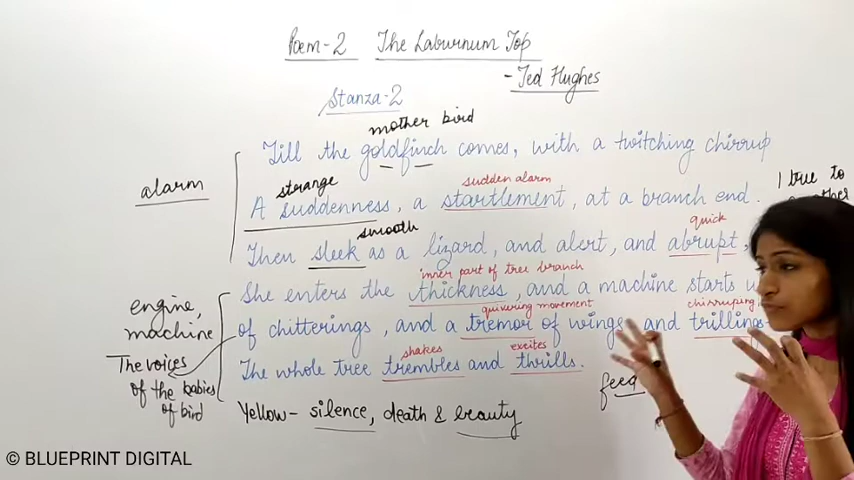 Poem-2 The Laburnum Top
- Ted Hughes
Stanza-2
mother bird
Till the goldfinch comes, with a twitching chirrup
alarm
strange
sudden alarm
I true to
A suddenness, a startlement, at a branch end.
smooth
quick
Then sleek as a lizard, and alert, and abrupt,
inner part of tree branch
She enters the thickness, and a machine starts
engine,
machine
quivering movement
chirruping
of chitterings, and a tremor of wings, and trillings-
shakes
excites
The whole tree trembles and thrills.
The voices
of the babies
of bird
feed
Yellow- silence, death & beauty
© BLUEPRINT DIGITAL